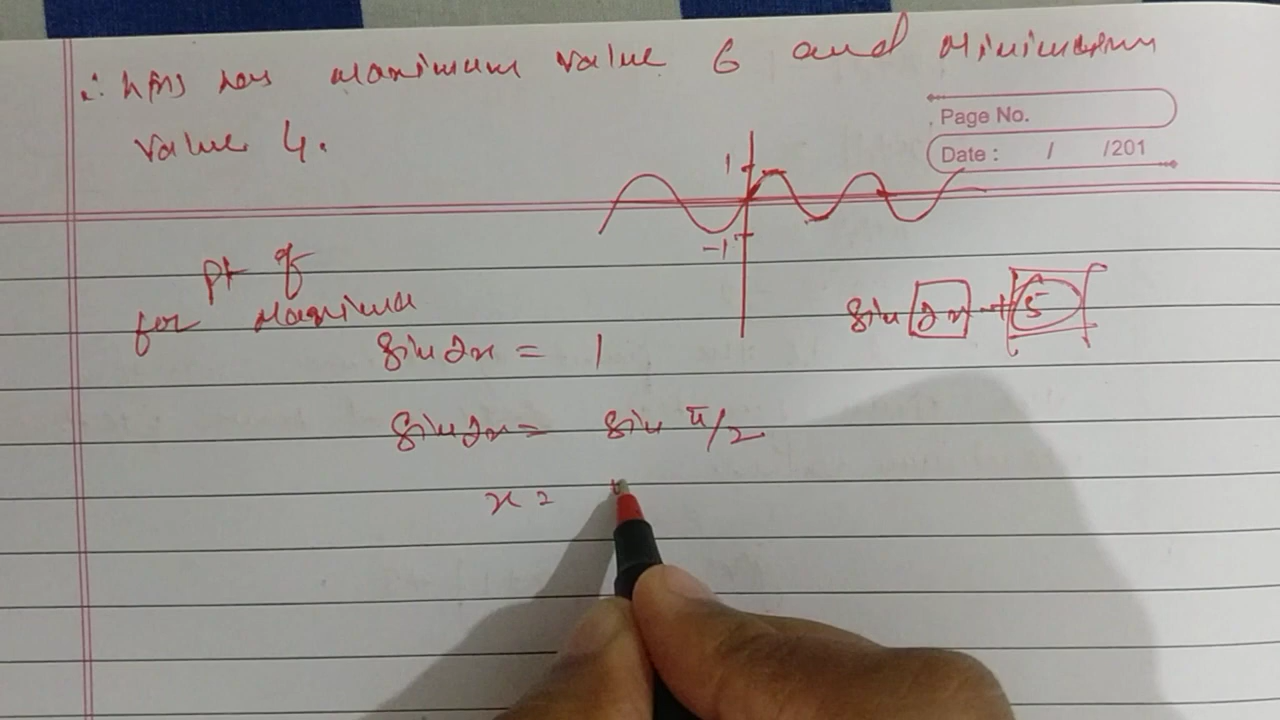 ∴ h(x) has maximum value 6 and minimum
value 4.
Page No.
Date : / /201
1
-1
pt of
for maxima
sin 2x + 5
sin 2x = 1
sin 2x = sin π/2
x =